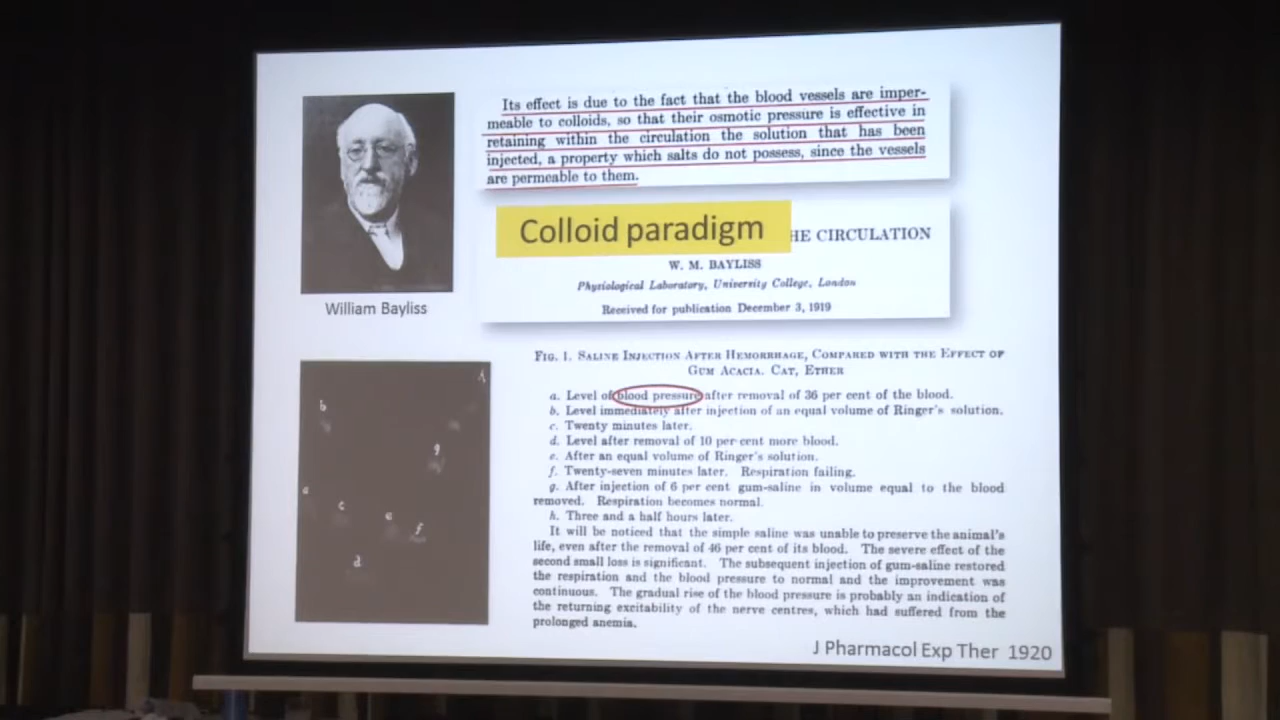 Its effect is due to the fact that the blood vessels are imper-
meable to colloids, so that their osmotic pressure is effective in
retaining within the circulation the solution that has been
injected, a property which salts do not possess, since the vessels
are permeable to them.
Colloid paradigm
HE CIRCULATION
W. M. BAYLISS
Physiological Laboratory, University College, London
Received for publication December 3, 1919
William Bayliss
A
b
g
a
c
e
f
d
FIG. 1. SALINE INJECTION AFTER HEMORRHAGE, COMPARED WITH THE EFFECT OF
GUM ACACIA. CAT, ETHER
a. Level of blood pressure after removal of 36 per cent of the blood.
b. Level immediately after injection of an equal volume of Ringer's solution.
c. Twenty minutes later.
d. Level after removal of 10 per cent more blood.
e. After an equal volume of Ringer's solution.
f. Twenty-seven minutes later. Respiration failing.
g. After injection of 6 per cent gum-saline in volume equal to the blood
removed. Respiration becomes normal.
h. Three and a half hours later.
It will be noticed that the simple saline was unable to preserve the animal's
life, even after the removal of 46 per cent of its blood. The severe effect of the
second small loss is significant. The subsequent injection of gum-saline restored
the respiration and the blood pressure to normal and the improvement was
continuous. The gradual rise of the blood pressure is probably an indication of
the returning excitability of the nerve centres, which had suffered from the
prolonged anemia.
J Pharmacol Exp Ther 1920